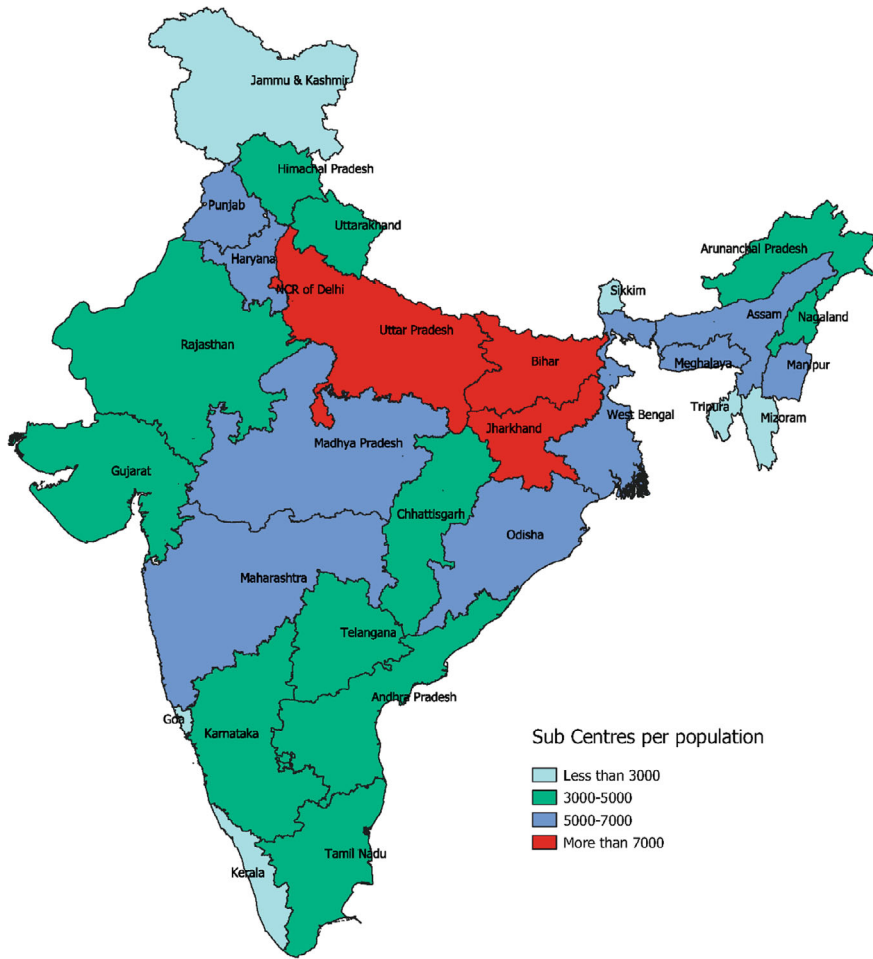 Jammu & Kashmir
Himachal Pradesh
Punjab
Uttarakhand
Haryana
NCR of Delhi
Arunanchal Pradesh
Sikkim
Assam
Nagaland
Rajasthan
Uttar Pradesh
Bihar
Meghalaya
Manipur
Tripura
Mizoram
West Bengal
Jharkhand
Madhya Pradesh
Gujarat
Chhattisgarh
Odisha
Maharashtra
Telangana
Andhra Pradesh
Goa
Karnataka
Tamil Nadu
Kerala
Sub Centres per population
Less than 3000
3000-5000
5000-7000
More than 7000